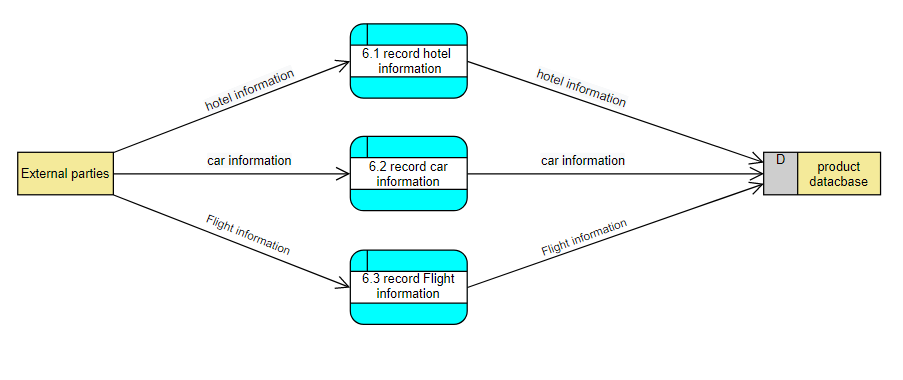 6.1 record hotel
information
hotel information
hotel information
External parties
car information
6.2 record car
information
car information
D
product
datacbase
Flight information
6.3 record Flight
information
Flight information